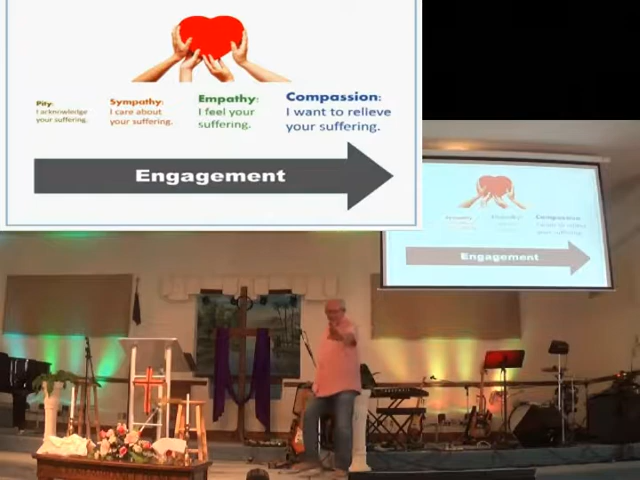 Pity:
I acknowledge
your suffering.
Sympathy:
I care about
your suffering.
Empathy:
I feel your
suffering.
Compassion:
I want to relieve
your suffering.
Engagement
Engagement